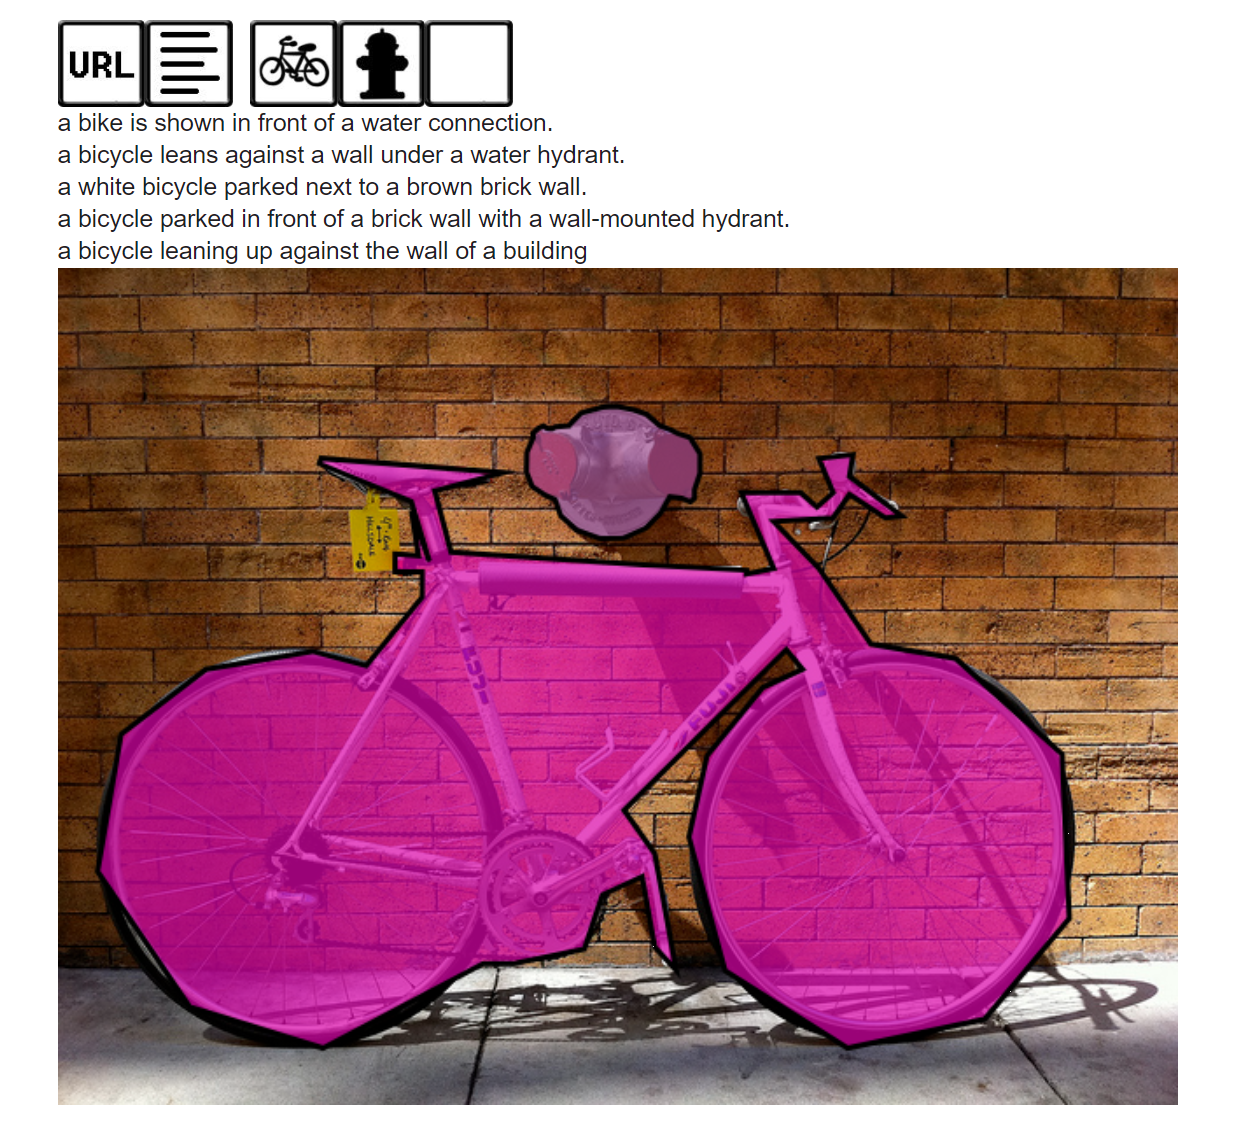 URL
a bike is shown in front of a water connection.
a bicycle leans against a wall under a water hydrant.
a white bicycle parked next to a brown brick wall.
a bicycle parked in front of a brick wall with a wall-mounted hydrant.
a bicycle leaning up against the wall of a building
HILLSDALE
FUJI